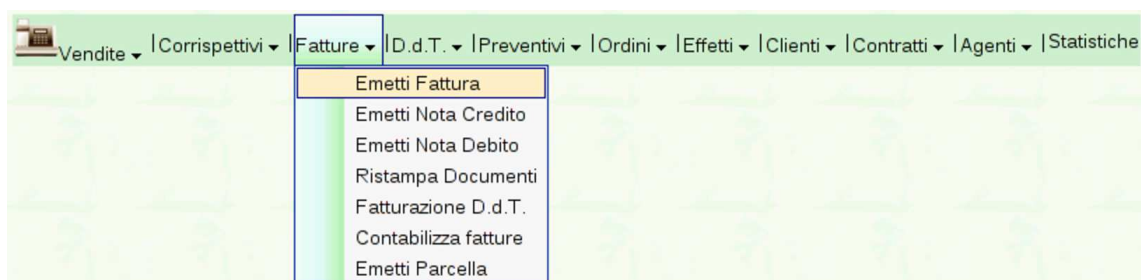 Vendite |Corrispettivi |Fatture |D.d.T. |Preventivi |Ordini |Effetti |Clienti |Contratti |Agenti |Statistiche
Emetti Fattura
Emetti Nota Credito
Emetti Nota Debito
Ristampa Documenti
Fatturazione D.d.T.
Contabilizza fatture
Emetti Parcella